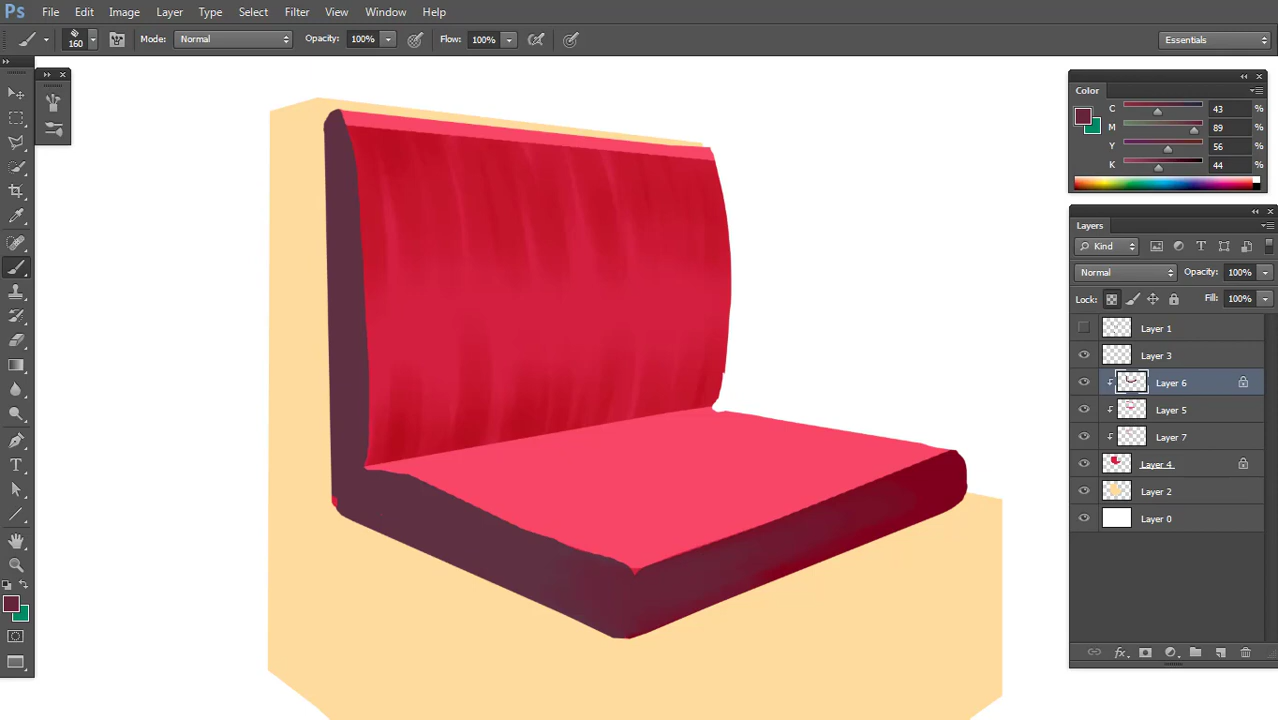 Ps File Edit Image Layer Type Select Filter View Window Help
160 Mode: Normal Opacity: 100% Flow: 100% Essentials
Color
C 43 %
M 89 %
Y 56 %
K 44 %
Layers
Kind T
Normal Opacity: 100%
Lock: Fill: 100%
Layer 1
Layer 3
Layer 6
Layer 5
Layer 7
Layer 4
Layer 2
Layer 0
fx
T